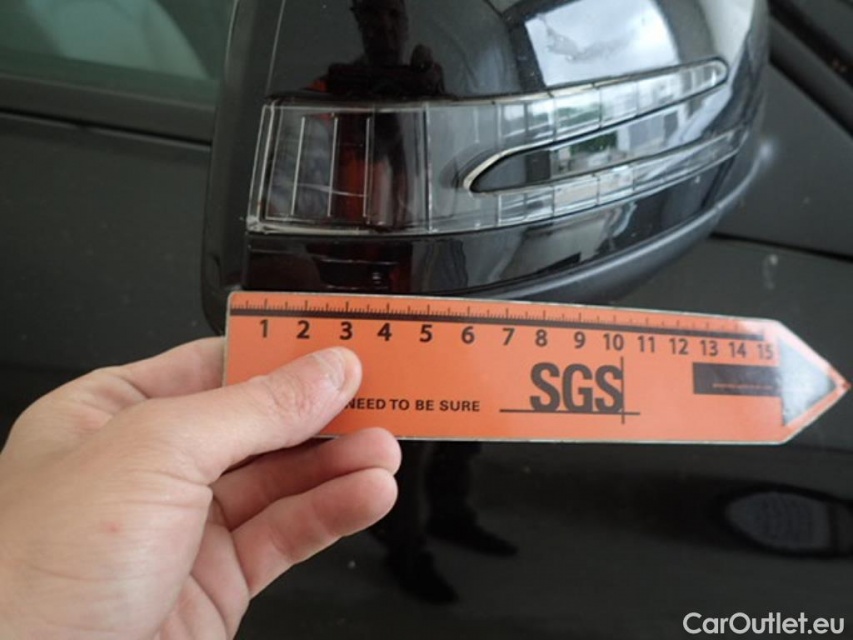 1 2 3 4 5 6 7 8 9 10 11 12 13 14 15
SGS
NEED TO BE SURE
CarOutlet.eu